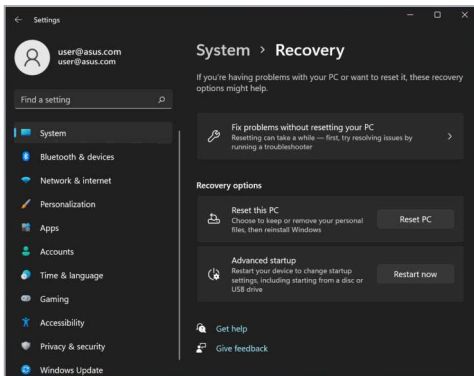 Settings
user@asus.com
user@asus.com
Find a setting
System
Bluetooth & devices
Network & internet
Personalization
Apps
Accounts
Time & language
Gaming
Accessibility
Privacy & security
Windows Update
System > Recovery
If you're having problems with your PC or want to reset it, these recovery
options might help.
Fix problems without resetting your PC
Resetting can take a while — first, try resolving issues by
running a troubleshooter
Recovery options
Reset this PC
Choose to keep or remove your personal
files, then reinstall Windows
Reset PC
Advanced startup
Restart your device to change startup
settings, including starting from a disc or
USB drive
Restart now
Get help
Give feedback